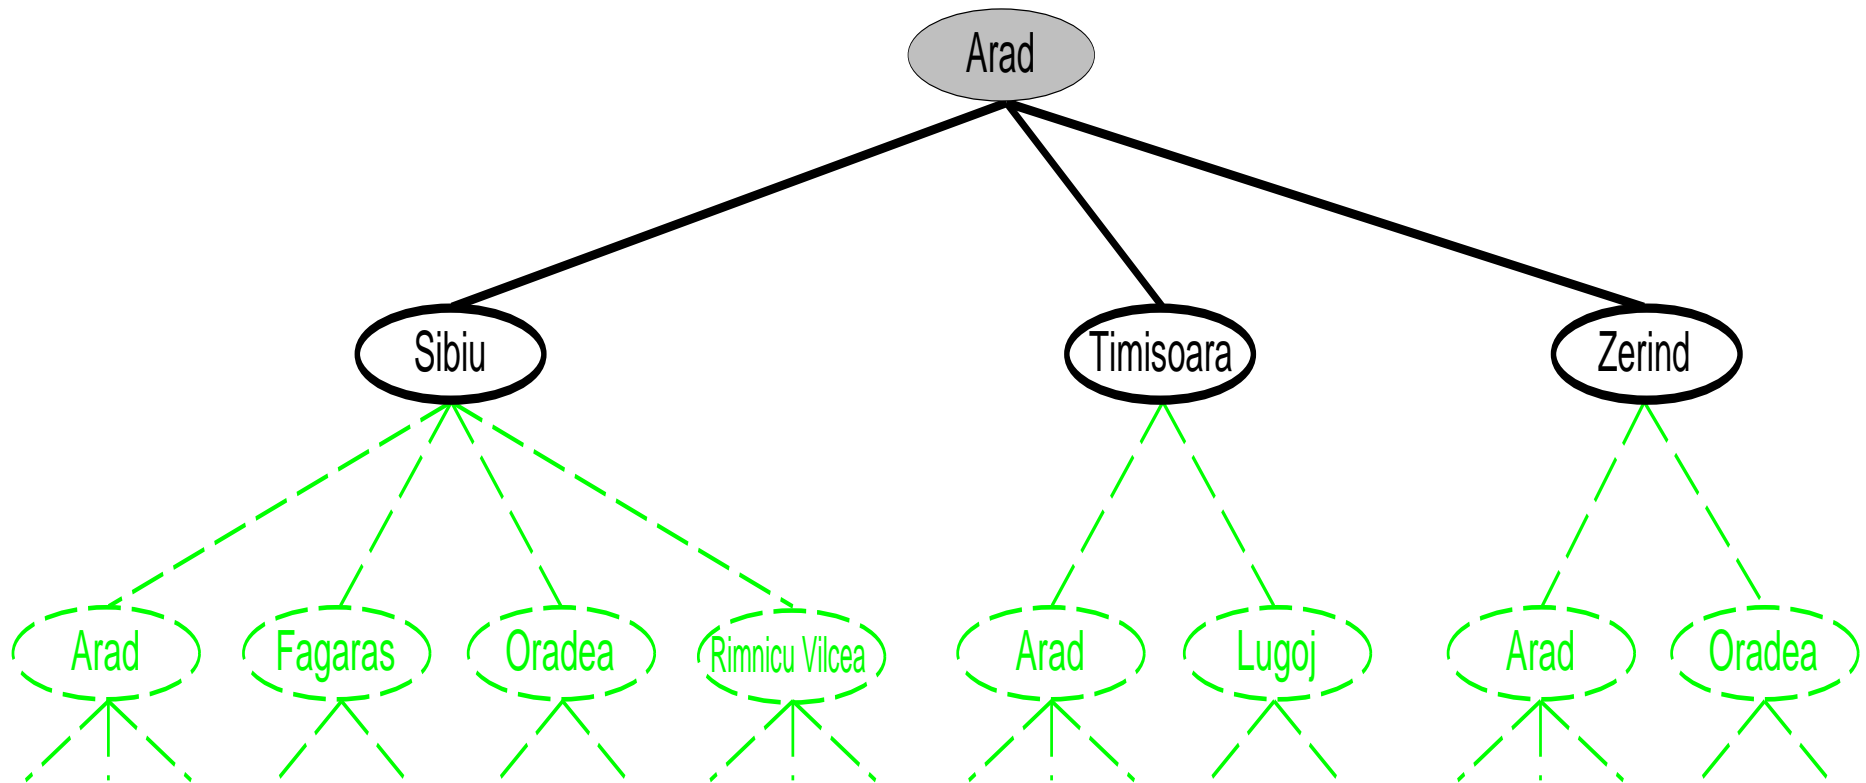 Arad
Sibiu
Timisoara
Zerind
Arad
Fagaras
Oradea
Rimnicu Vilcea
Arad
Lugoj
Arad
Oradea